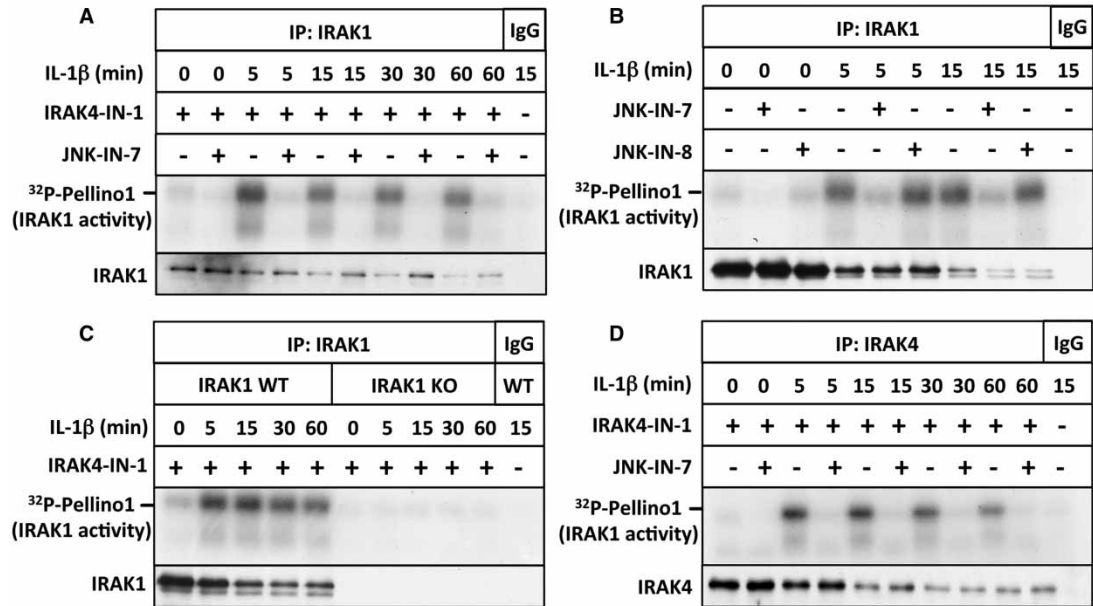 A
IP: IRAK1 IgG
IL-1β (min) 0 0 5 5 15 15 30 30 60 60 15
IRAK4-IN-1 + + + + + + + + + + -
JNK-IN-7 - + - + - + - + - + -
³²P-Pellino1
(IRAK1 activity)
IRAK1
B
IP: IRAK1 IgG
IL-1β (min) 0 0 0 5 5 5 15 15 15 15
JNK-IN-7 - + - - + - - + - -
JNK-IN-8 - - + - - + - - + -
³²P-Pellino1
(IRAK1 activity)
IRAK1
C
IP: IRAK1 IgG
IRAK1 WT IRAK1 KO WT
IL-1β (min) 0 5 15 30 60 0 5 15 30 60 15
IRAK4-IN-1 + + + + + + + + + + -
³²P-Pellino1
(IRAK1 activity)
IRAK1
D
IP: IRAK4 IgG
IL-1β (min) 0 0 5 5 15 15 30 30 60 60 15
IRAK4-IN-1 + + + + + + + + + + -
JNK-IN-7 - + - + - + - + - + -
³²P-Pellino1
(IRAK1 activity)
IRAK4